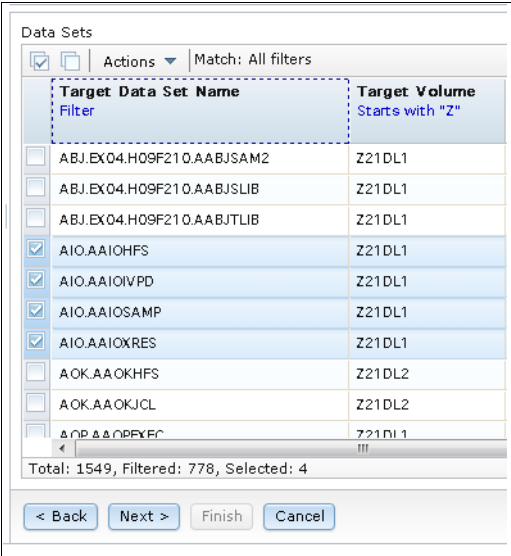 Data Sets
Actions Match: All filters
Target Data Set Name Target Volume
Filter Starts with "Z"
ABJ.EX04.H09F210.AABJSAM2 Z21DL1
ABJ.EX04.H09F210.AABJSLIB Z21DL1
ABJ.EX04.H09F210.AABJTLIB Z21DL1
AIO.AAIOHFS Z21DL1
AIO.AAIOIVPD Z21DL1
AIO.AAIOSAMP Z21DL1
AIO.AAIOXRES Z21DL1
AOK.AAOKHFS Z21DL2
AOK.AAOKJCL Z21DL2
AOP.AAOPEXEC Z21DL1
Total: 1549, Filtered: 778, Selected: 4
< Back Next > Finish Cancel